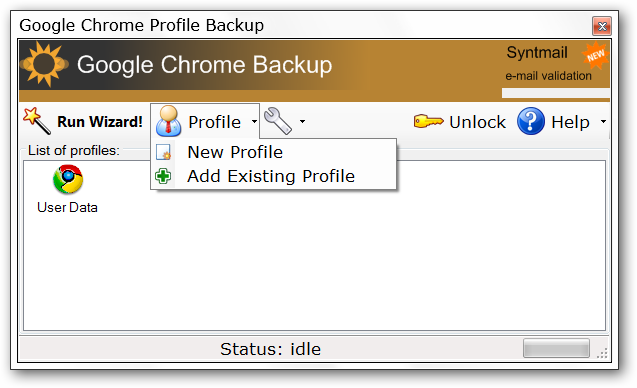 Google Chrome Profile Backup
Google Chrome Backup
Syntmail
NEW
e-mail validation
Run Wizard!
Profile
Unlock
Help
List of profiles:
New Profile
Add Existing Profile
User Data
Status: idle